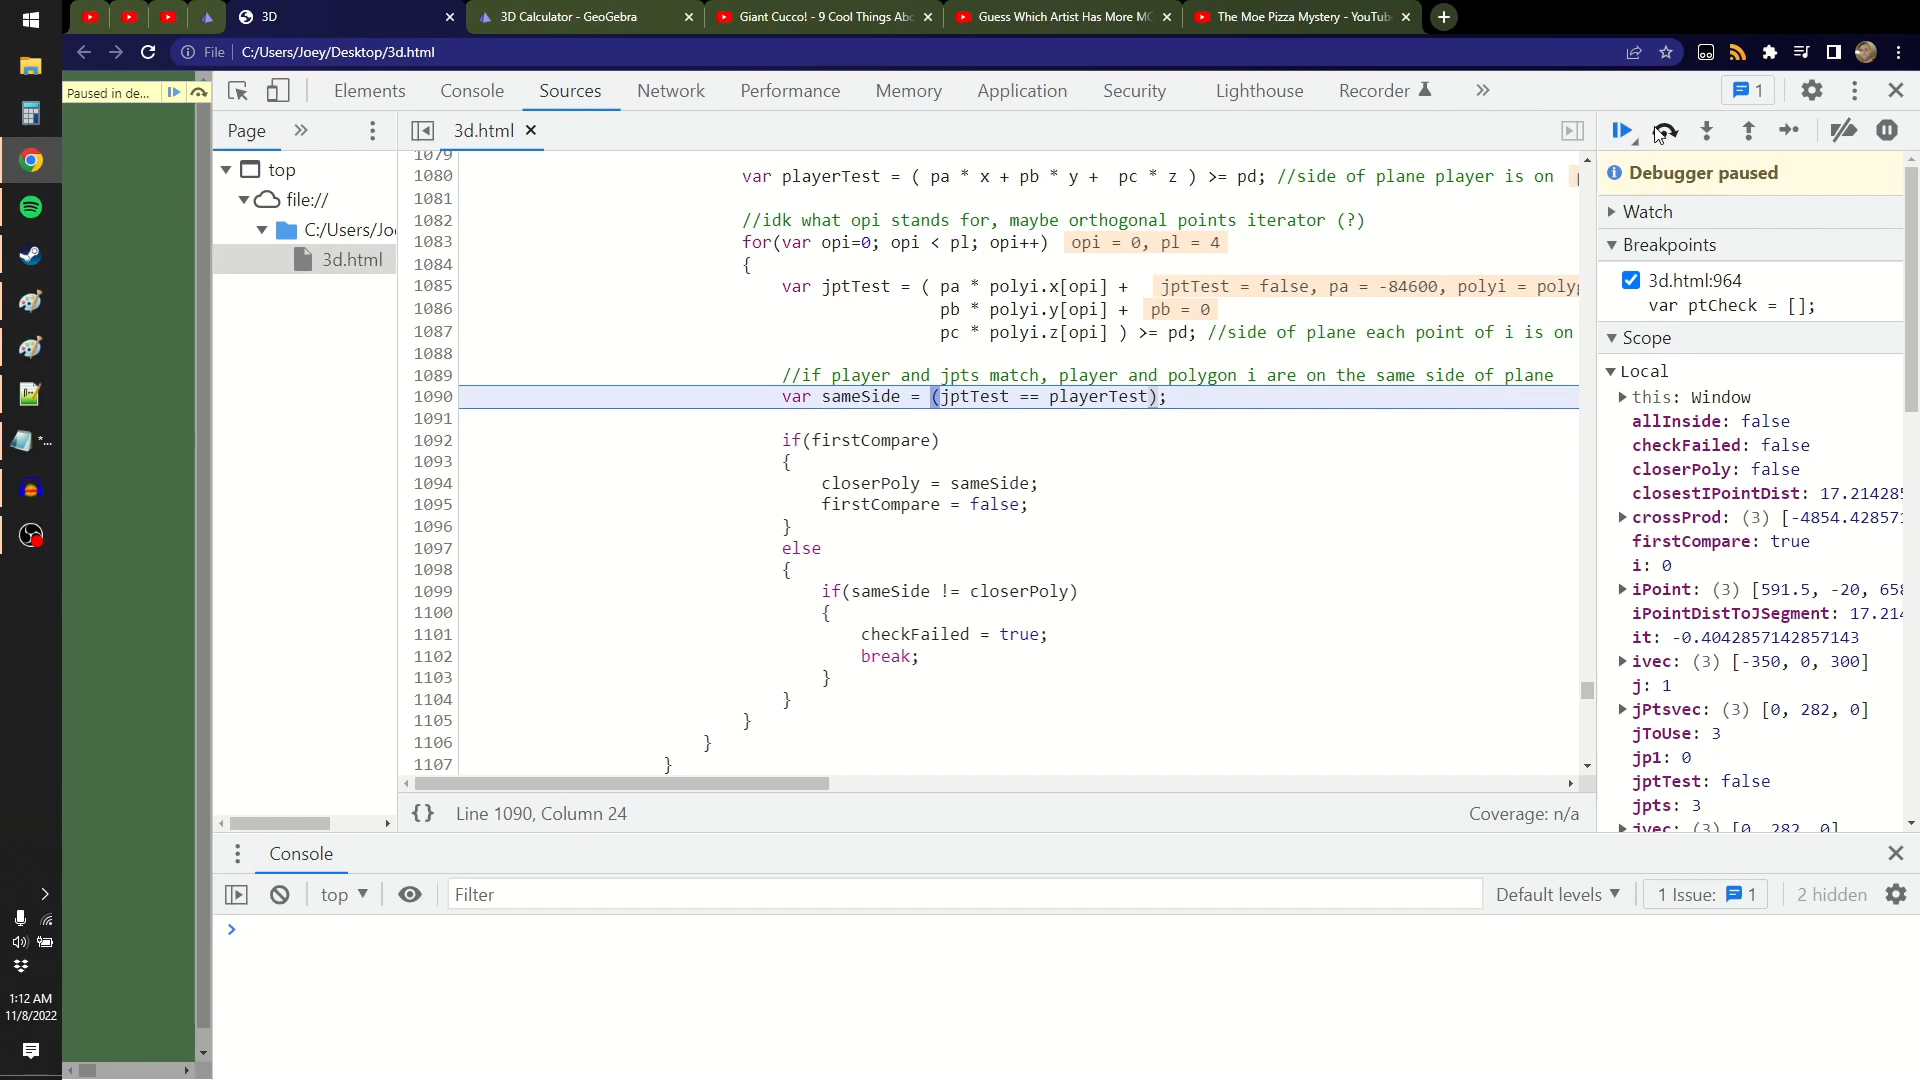 3D
3D Calculator - GeoGebra
Giant Cucco! - 9 Cool Things Abo
Guess Which Artist Has More MO
The Moe Pizza Mystery - YouTub
File
C:/Users/Joey/Desktop/3d.html
Paused in de...
Elements
Console
Sources
Network
Performance
Memory
Application
Security
Lighthouse
Recorder
1
Page
3d.html
top
file://
C:/Users/Jo
3d.html
1079
1080 var playerTest = ( pa * x + pb * y +  pc * z ) >= pd; //side of plane player is on
1081
1082 //idk what opi stands for, maybe orthogonal points iterator (?)
1083 for(var opi=0; opi < pl; opi++) opi = 0, pl = 4
1084 {
1085 var jptTest = ( pa * polyi.x[opi] + jptTest = false, pa = -84600, polyi = poly
1086 pb * polyi.y[opi] + pb = 0
1087 pc * polyi.z[opi] ) >= pd; //side of plane each point of i is on
1088
1089 //if player and jpts match, player and polygon i are on the same side of plane
1090 var sameSide = (jptTest == playerTest);
1091
1092 if(firstCompare)
1093 {
1094 closerPoly = sameSide;
1095 firstCompare = false;
1096 }
1097 else
1098 {
1099 if(sameSide != closerPoly)
1100 {
1101 checkFailed = true;
1102 break;
1103 }
1104 }
1105 }
1106 }
1107 }
{} Line 1090, Column 24
Coverage: n/a
Debugger paused
Watch
Breakpoints
3d.html:964
var ptCheck = [];
Scope
Local
this: Window
allInside: false
checkFailed: false
closerPoly: false
closestIPointDist: 17.21428
crossProd: (3) [-4854.42857
firstCompare: true
i: 0
iPoint: (3) [591.5, -20, 658
iPointDistToJSegment: 17.21
it: -0.4042857142857143
ivec: (3) [-350, 0, 300]
j: 1
jPtsvec: (3) [0, 282, 0]
jToUse: 3
jp1: 0
jptTest: false
jpts: 3
jvec: (3) [0, 282, 0]
Console
top
Filter
Default levels
1 Issue: 1
2 hidden
1:12 AM
11/8/2022